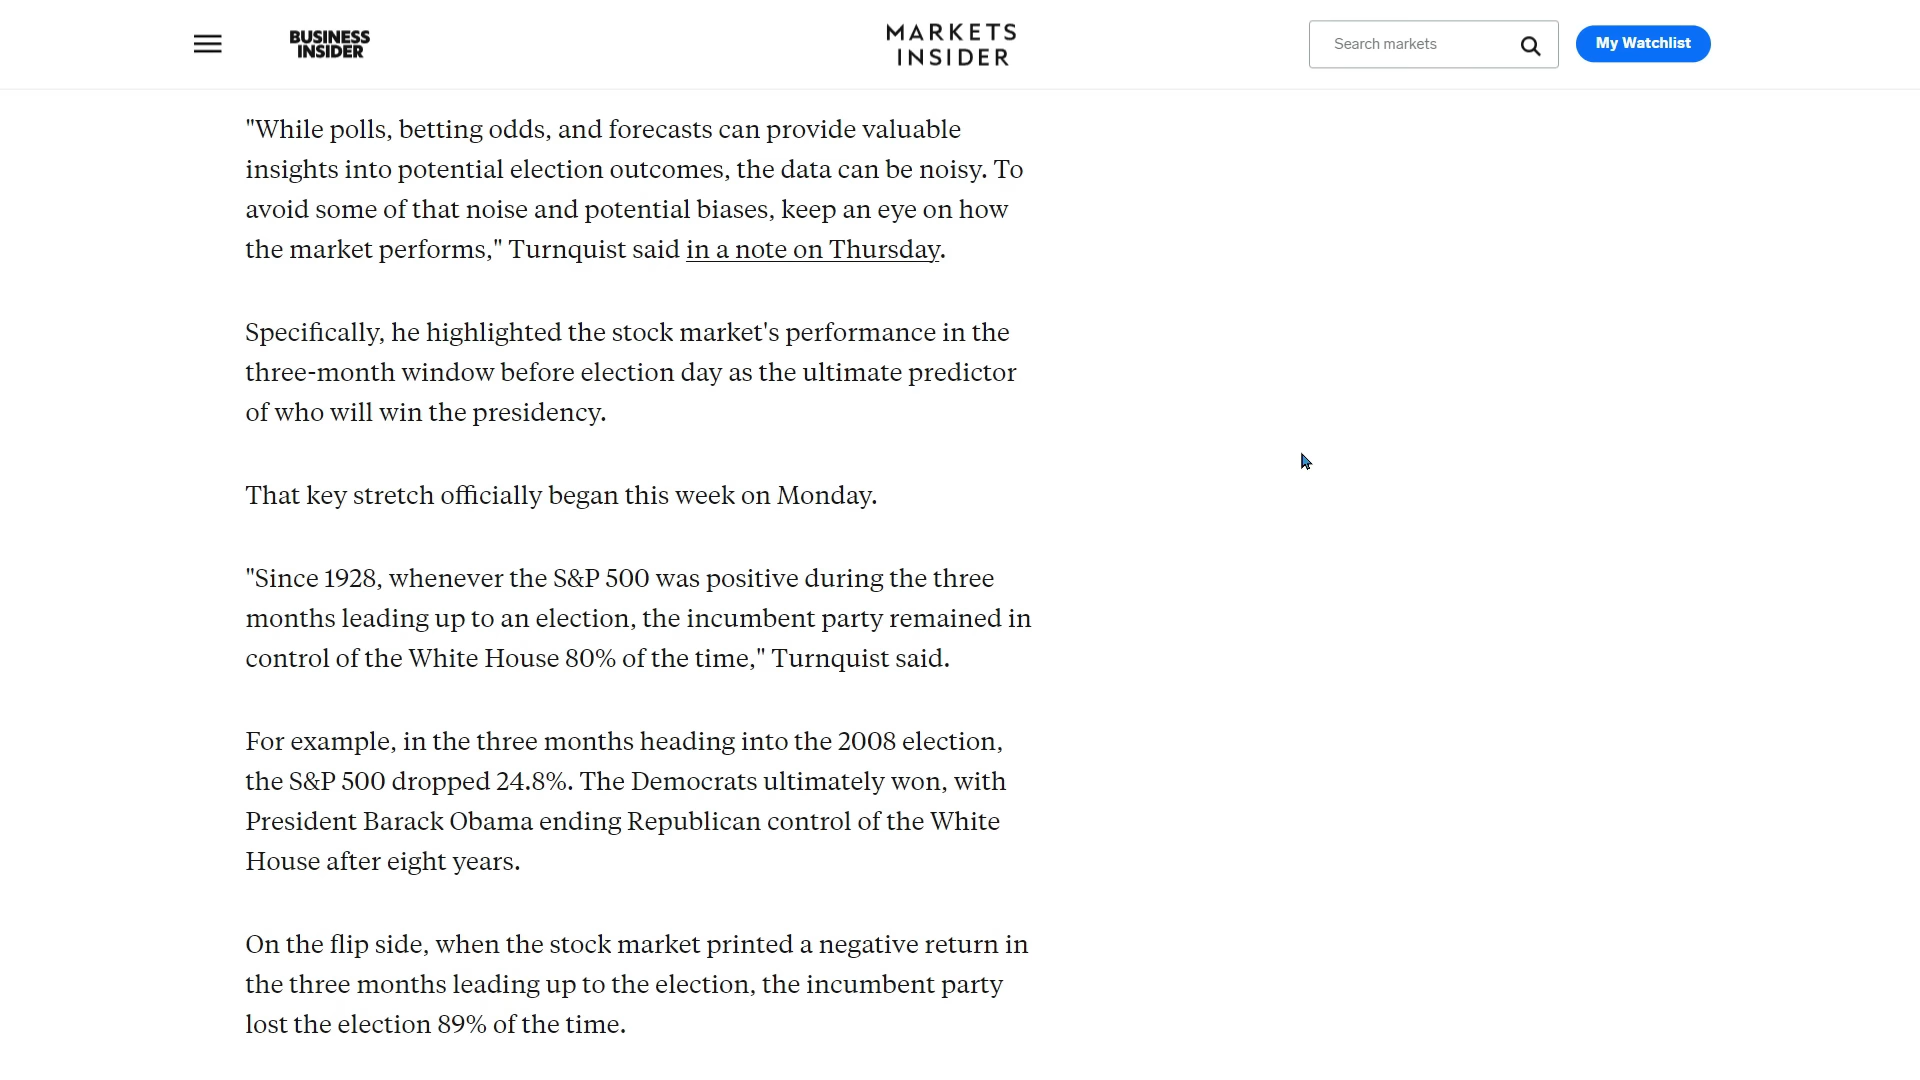 BUSINESS
INSIDER
MARKETS
INSIDER
Search markets
My Watchlist
"While polls, betting odds, and forecasts can provide valuable
insights into potential election outcomes, the data can be noisy. To
avoid some of that noise and potential biases, keep an eye on how
the market performs," Turnquist said in a note on Thursday.
Specifically, he highlighted the stock market's performance in the
three-month window before election day as the ultimate predictor
of who will win the presidency.
That key stretch officially began this week on Monday.
"Since 1928, whenever the S&P 500 was positive during the three
months leading up to an election, the incumbent party remained in
control of the White House 80% of the time," Turnquist said.
For example, in the three months heading into the 2008 election,
the S&P 500 dropped 24.8%. The Democrats ultimately won, with
President Barack Obama ending Republican control of the White
House after eight years.
On the flip side, when the stock market printed a negative return in
the three months leading up to the election, the incumbent party
lost the election 89% of the time.